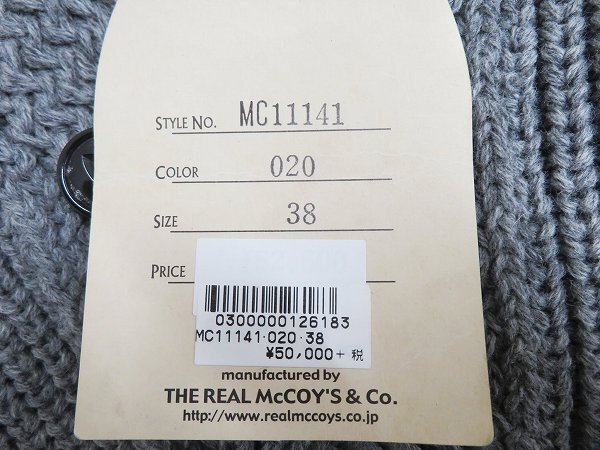 STYLE NO. MC11141
COLOR 020
SIZE 38
PRICE
0300000126183
MC11141·020·38
¥50,000+ 税
manufactured by
THE REAL McCOY'S & Co.
http://www.realmccoys.co.jp